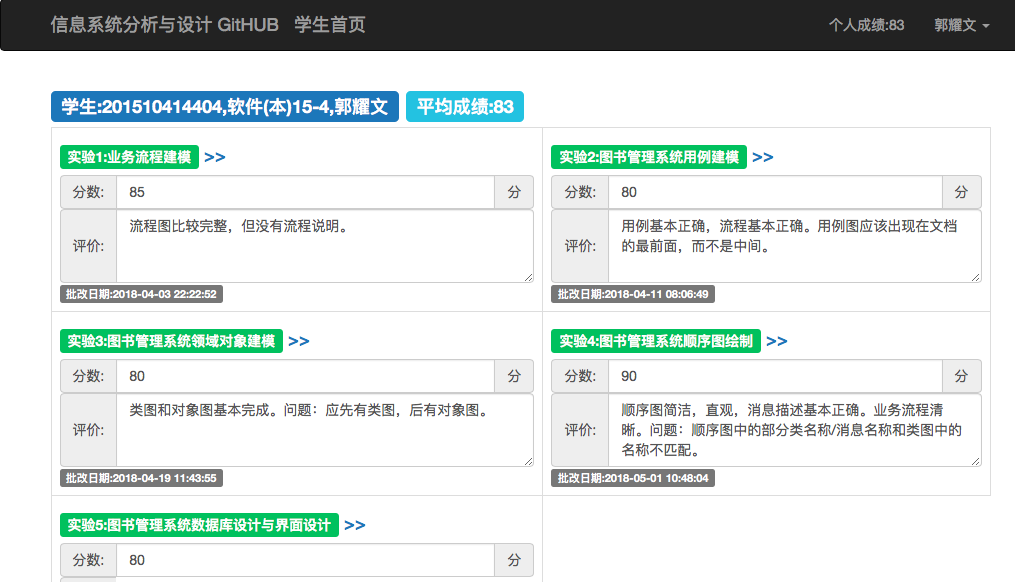 信息系统分析与设计 GitHUB 学生首页 个人成绩:83 郭耀文
学生:201510414404,软件(本)15-4,郭耀文 平均成绩:83
实验1:业务流程建模 >>
分数: 85 分
评价: 流程图比较完整，但没有流程说明。
批改日期:2018-04-03 22:22:52
实验2:图书管理系统用例建模 >>
分数: 80 分
评价: 用例基本正确，流程基本正确。用例图应该出现在文档
的最前面，而不是中间。
批改日期:2018-04-11 08:06:49
实验3:图书管理系统领域对象建模 >>
分数: 80 分
评价: 类图和对象图基本完成。问题：应先有类图，后有对象图。
批改日期:2018-04-19 11:43:55
实验4:图书管理系统顺序图绘制 >>
分数: 90 分
评价: 顺序图简洁，直观，消息描述基本正确。业务流程清
晰。问题：顺序图中的部分类名称/消息名称和类图中的
名称不匹配。
批改日期:2018-05-01 10:48:04
实验5:图书管理系统数据库设计与界面设计 >>
分数: 80 分